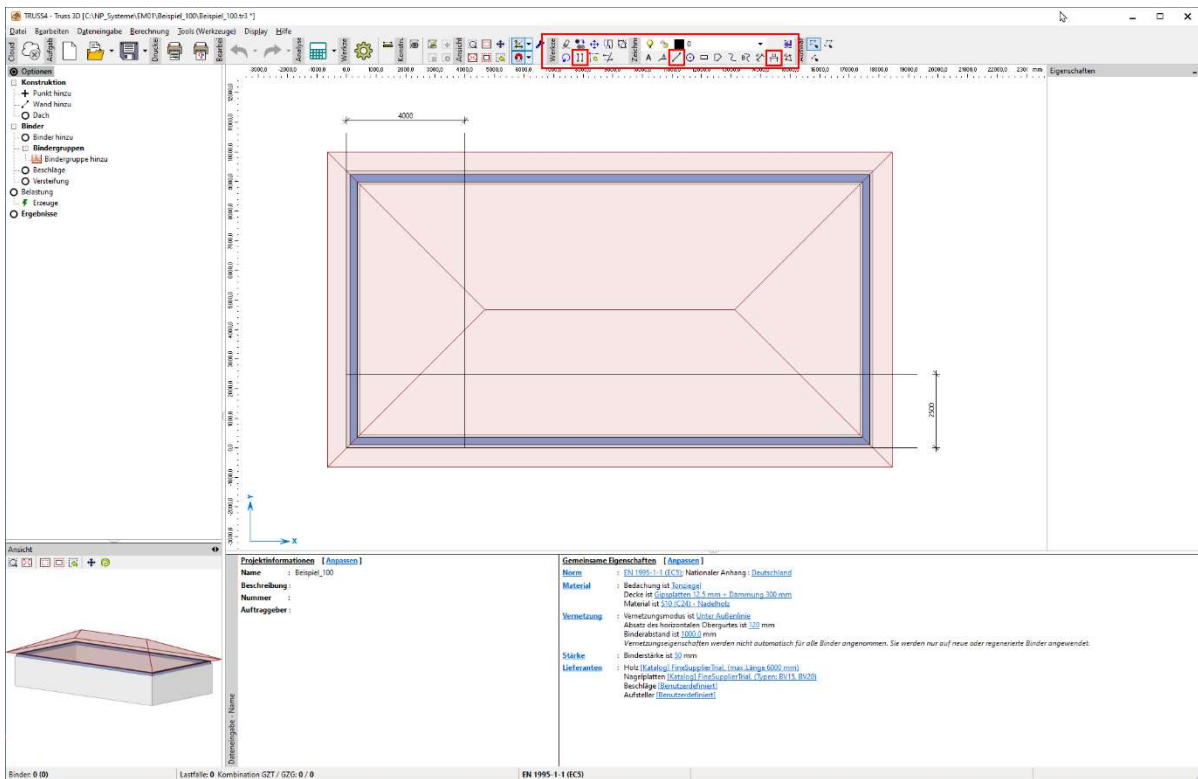 TRUSS4 - Truss 3D [C:\NP_Systeme\EM01\Beispiel_100\Beispiel_100.tr3 *]
Datei Bearbeiten Dateneingabe Berechnung Tools (Werkzeuge) Display Hilfe
Cloud
Analyse
Ansicht
0
Optionen
Konstruktion
Punkt hinzu
Wand hinzu
Dach
Binder
Binder hinzu
Bindergruppen
Bindergruppe hinzu
Beschläge
Versteifung
Belastung
Erzeuge
Ergebnisse
mm
Eigenschaften
4000
2500
Y
X
Ansicht
Projektinformationen [Anpassen]
Name : Beispiel_100
Beschreibung :
Nummer :
Auftraggeber :
Dateneingabe - Name
Gemeinsame Eigenschaften [Anpassen]
Norm : EN 1995-1-1 (EC5); Nationaler Anhang : Deutschland
Material : Bedachung ist Tonziegel
Decke ist Gipsplatten 12.5 mm + Dämmung 300 mm
Material ist S10 (C24) - Nadelholz
Vernetzung : Vernetzungsmodus ist Unter Außenlinie
Absatz des horizontalen Obergurtes ist 120 mm
Binderabstand ist 1000.0 mm
Vernetzungseigenschaften werden nicht automatisch für alle Binder angenommen. Sie werden nur auf neue oder regenerierte Binder angewendet.
Stärke : Binderstärke ist 50 mm
Lieferanten : Holz [Katalog] FineSupplierTrial, (max.Länge 6000 mm)
Nagelplatten [Katalog] FineSupplierTrial, (Typen: BV15, BV20)
Beschläge [Benutzerdefiniert]
Aufsteller [Benutzerdefiniert]
Binder: 0 (0)
Lastfälle: 0 Kombination GZT / GZG: 0 / 0
EN 1995-1-1 (EC5)